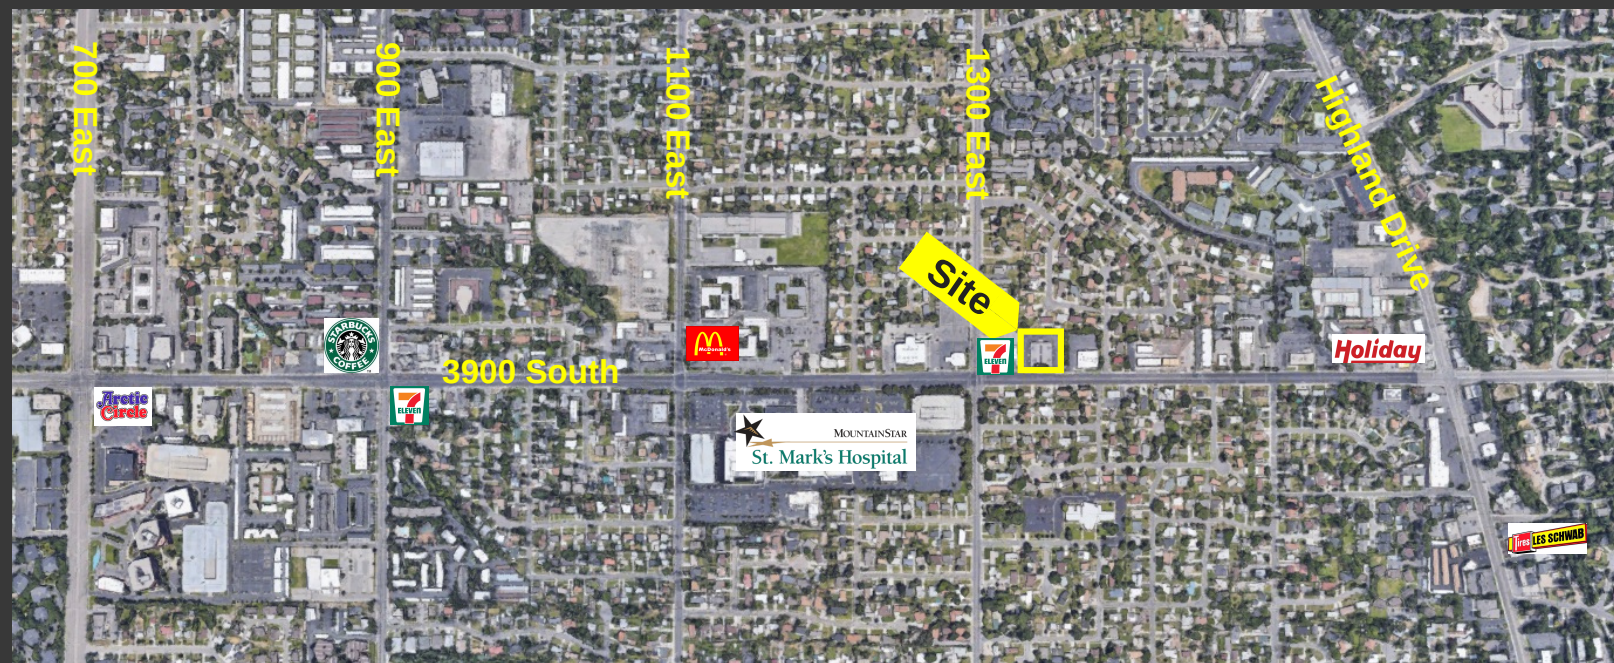 700 East
900 East
1100 East
1300 East
Highland Drive
Site
STARBUCKS
COFFEE
McDonald's
7
ELEVEN
Holiday
3900 South
Arctic
Circle
7
ELEVEN
MOUNTAINSTAR
St. Mark's Hospital
Tires LES SCHWAB